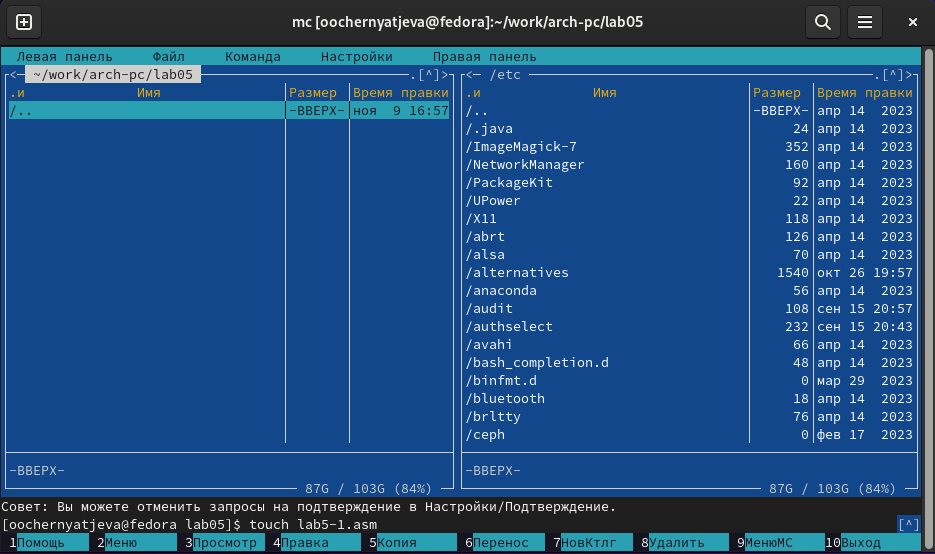 mc [oochernyatjeva@fedora]:~/work/arch-pc/lab05
Левая панель Файл Команда Настройки Правая панель
<— ~/work/arch-pc/lab05 .[^]> <— /etc .[^]>
.и Имя Размер Время правки .и Имя Размер Время правки
/.. -ВВЕРХ- ноя 9 16:57 /.. -ВВЕРХ- апр 14 2023
/.java 24 апр 14 2023
/ImageMagick-7 352 апр 14 2023
/NetworkManager 160 апр 14 2023
/PackageKit 92 апр 14 2023
/UPower 22 апр 14 2023
/X11 118 апр 14 2023
/abrt 126 апр 14 2023
/alsa 70 апр 14 2023
/alternatives 1540 окт 26 19:57
/anaconda 56 апр 14 2023
/audit 108 сен 15 20:57
/authselect 232 сен 15 20:43
/avahi 66 апр 14 2023
/bash_completion.d 48 апр 14 2023
/binfmt.d 0 мар 29 2023
/bluetooth 18 апр 14 2023
/brltty 76 апр 14 2023
/ceph 0 фев 17 2023
-ВВЕРХ- -ВВЕРХ-
87G / 103G (84%) 87G / 103G (84%)
Совет: Вы можете отменить запросы на подтверждение в Настройки/Подтверждение.
[oochernyatjeva@fedora lab05]$ touch lab5-1.asm [^]
1Помощь 2Меню 3Просмотр 4Правка 5Копия 6Перенос 7НовКтлг 8Удалить 9МенюМС 10Выход